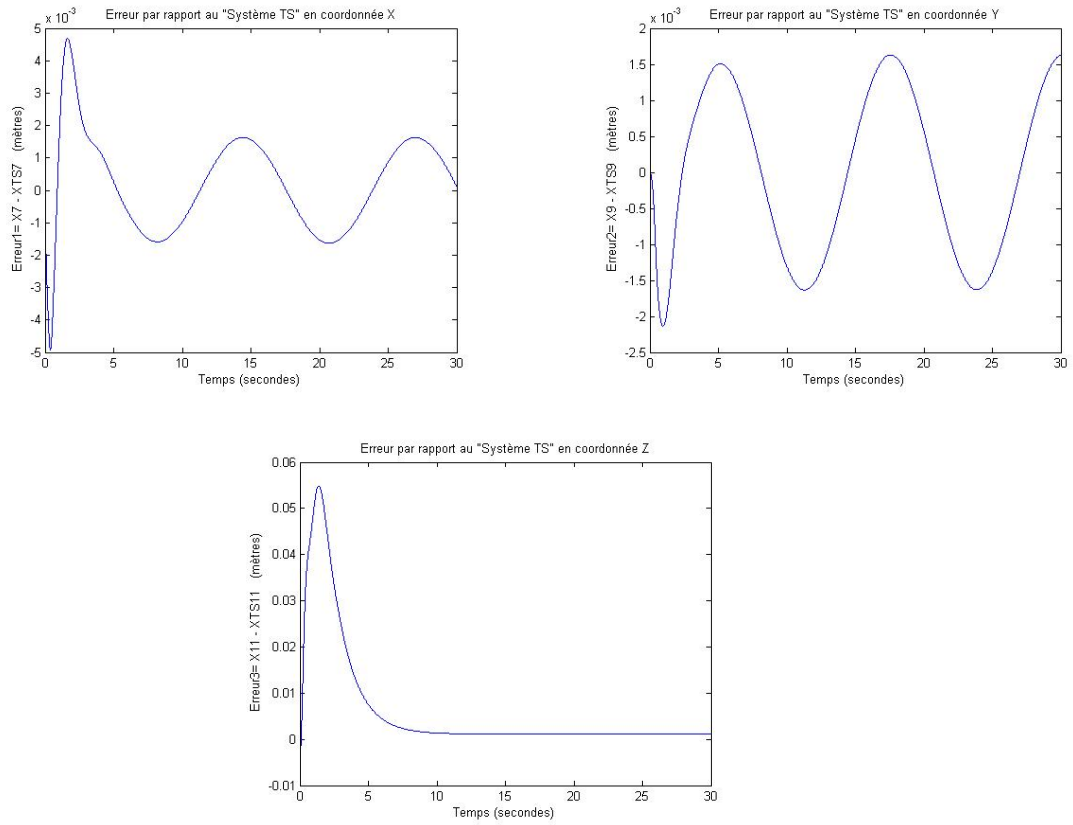 Erreur par rapport au "Système TS" en coordonnée X
x 10-3
5
4
3
2
1
0
-1
-2
-3
-4
-5
Erreur1= X7 - XTS7 (mètres)
0 5 10 15 20 25 30
Temps (secondes)
Erreur par rapport au "Système TS" en coordonnée Y
x 10-3
2
1.5
1
0.5
0
-0.5
-1
-1.5
-2
-2.5
Erreur2= X9 - XTS9 (mètres)
0 5 10 15 20 25 30
Temps (secondes)
Erreur par rapport au "Système TS" en coordonnée Z
0.06
0.05
0.04
0.03
0.02
0.01
0
-0.01
Erreur3= X11 - XTS11 (mètres)
0 5 10 15 20 25 30
Temps (secondes)